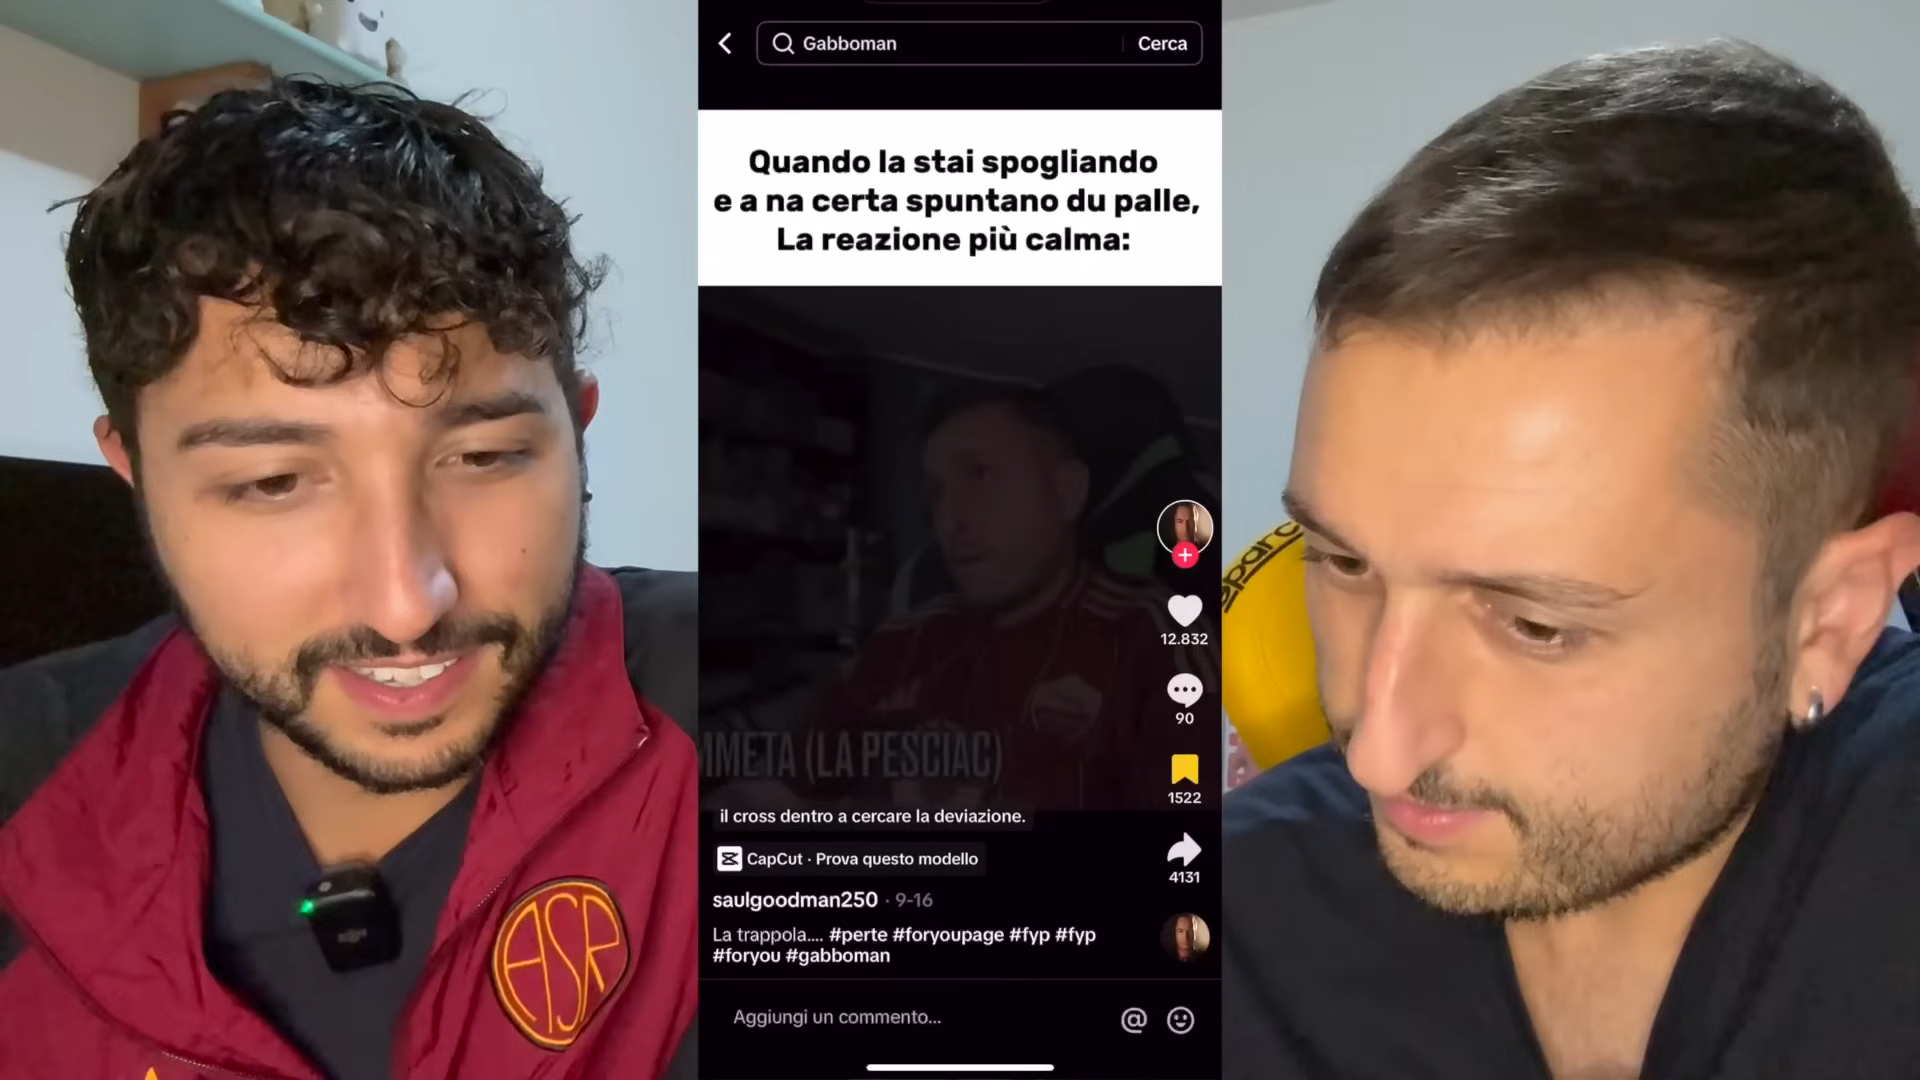 Gabboman
Cerca
Quando la stai spogliando
e a na certa spuntano du palle,
La reazione più calma:
sparc
12.832
90
MMETA (LA PESCIAC)
1522
il cross dentro a cercare la deviazione.
CapCut · Prova questo modello
4131
saulgoodman250 · 9-16
La trappola.... #perte #foryoupage #fyp #fyp
#foryou #gabboman
ASR
Aggiungi un commento...
@